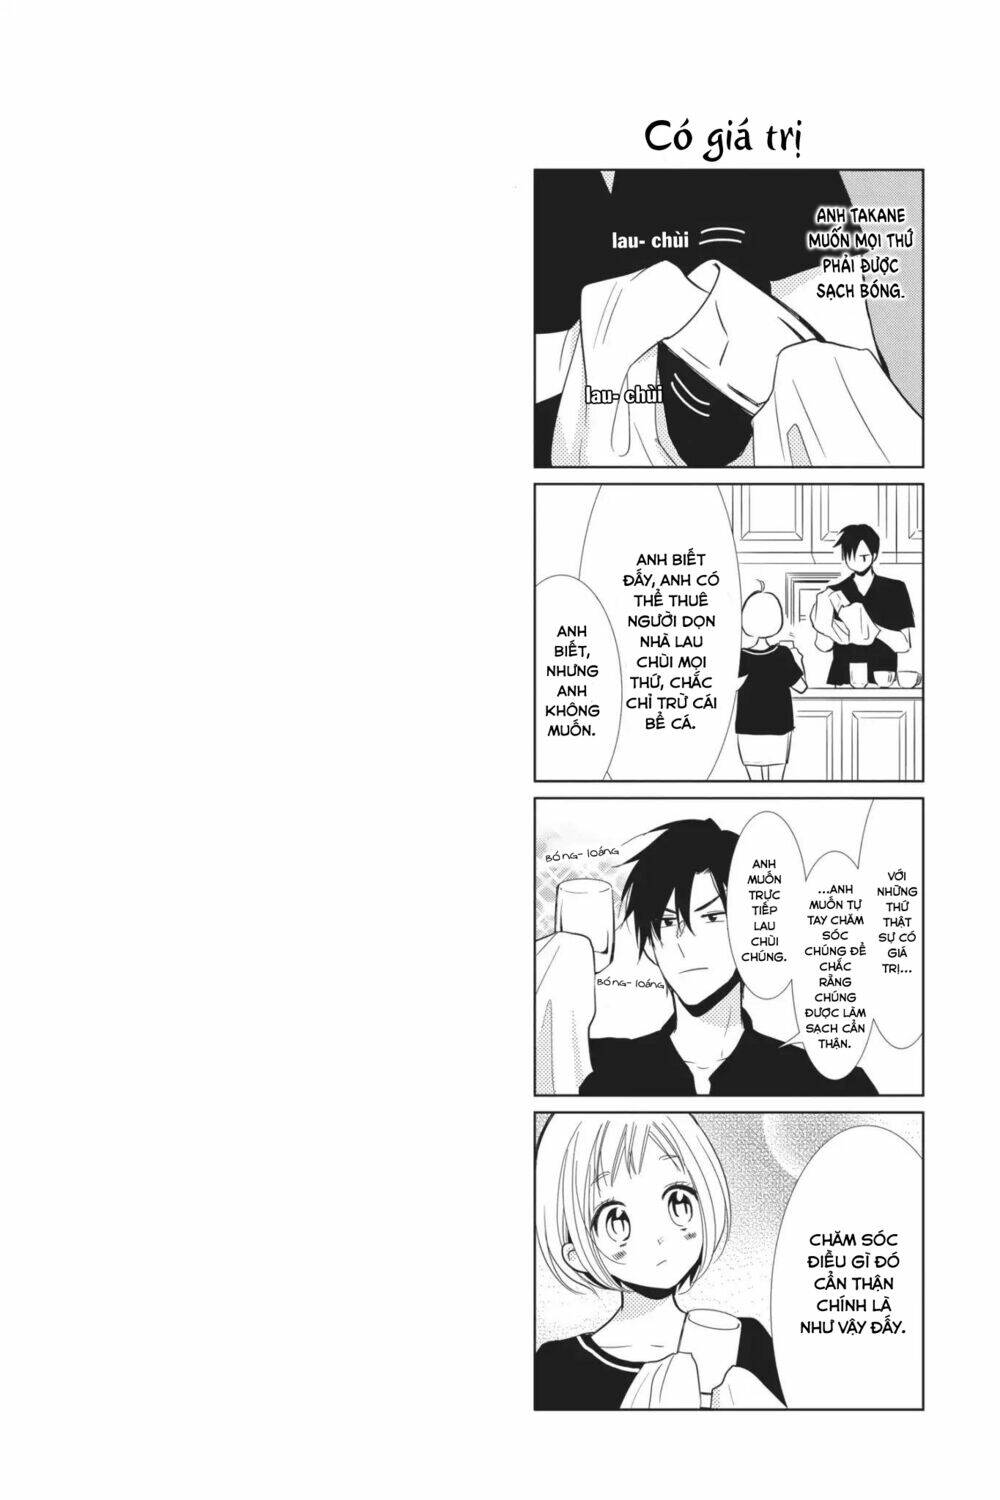 Có giá trị
ANH TAKANE
MUỐN MỌI THỨ
PHẢI ĐƯỢC
SẠCH BÓNG.
lau- chùi
lau- chùi
ANH BIẾT
ĐẤY, ANH CÓ
THỂ THUÊ
NGƯỜI DỌN
NHÀ LAU
CHÙI MỌI
THỨ, CHẮC
CHỈ TRỪ CÁI
BỂ CÁ.
ANH
BIẾT,
NHƯNG
ANH
KHÔNG
MUỐN.
VỚI
NHỮNG
THỨ
THẬT
SỰ CÓ
GIÁ
TRỊ...
...ANH
MUỐN TỰ
TAY CHĂM
SÓC
CHÚNG ĐỂ
CHẮC
RẰNG
CHÚNG
ĐƯỢC LÀM
SẠCH CẨN
THẬN.
ANH
MUỐN
TRỰC
TIẾP
LAU
CHÙI
CHÚNG.
BÓNG- loáng
BÓNG- loáng
CHĂM SÓC
ĐIỀU GÌ ĐÓ
CẨN THẬN
CHÍNH LÀ
NHƯ VẬY ĐẤY.